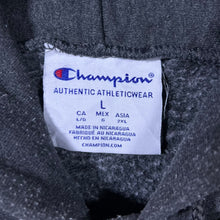 Champion
AUTHENTIC ATHLETICWEAR
L
CA MEX ASIA
L/G G 2XL
MADE IN NICARAGUA
FABRIQUÉ AU NICARAGUA
HECHO EN NICARAGUA
CHAMPION.COM